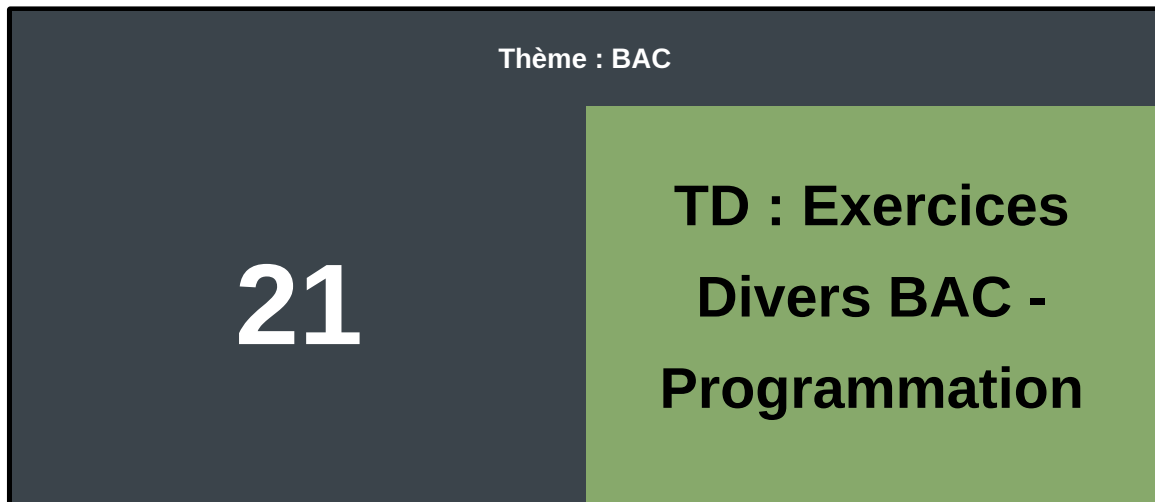 Thème : BAC
21
TD : Exercices
Divers BAC -
Programmation